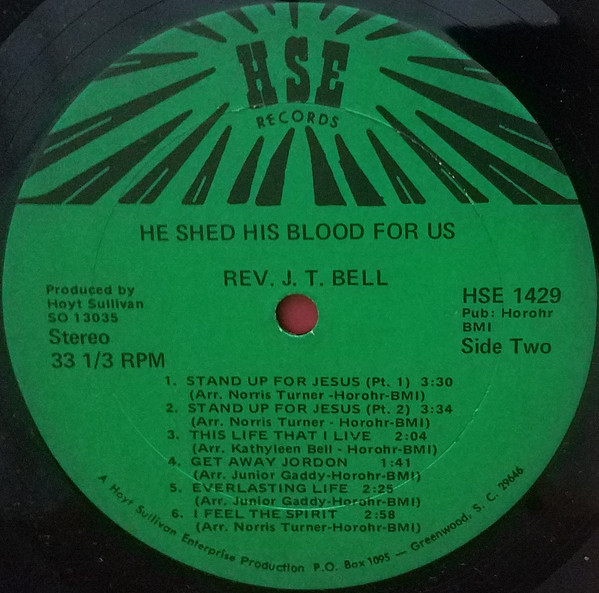 HSE
RECORDS
HE SHED HIS BLOOD FOR US
REV. J. T. BELL
Produced by
Hoyt Sullivan
SO 13035
Stereo
33 1/3 RPM
HSE 1429
Pub: Horohr
BMI
Side Two
1. STAND UP FOR JESUS (Pt. 1) 3:30
(Arr. Norris Turner -Horohr-BMI)
2. STAND UP FOR JESUS (Pt. 2) 3:34
(Arr. Norris Turner - Horohr-BMI)
3. THIS LIFE THAT I LIVE 2:04
(Arr. Kathyleen Bell - Horohr-BMI)
4. GET AWAY JORDON 1:41
(Arr. Junior Gaddy-Horohr-BMI)
5. EVERLASTING LIFE 2:25
(Arr. Junior Gaddy-Horohr-BMI)
6. I FEEL THE SPIRIT 2:58
(Arr. Norris Turner-Horohr-BMI)
A Hoyt Sullivan Enterprise Production P.O. Box 1095 — Greenwood, S. C. 29646